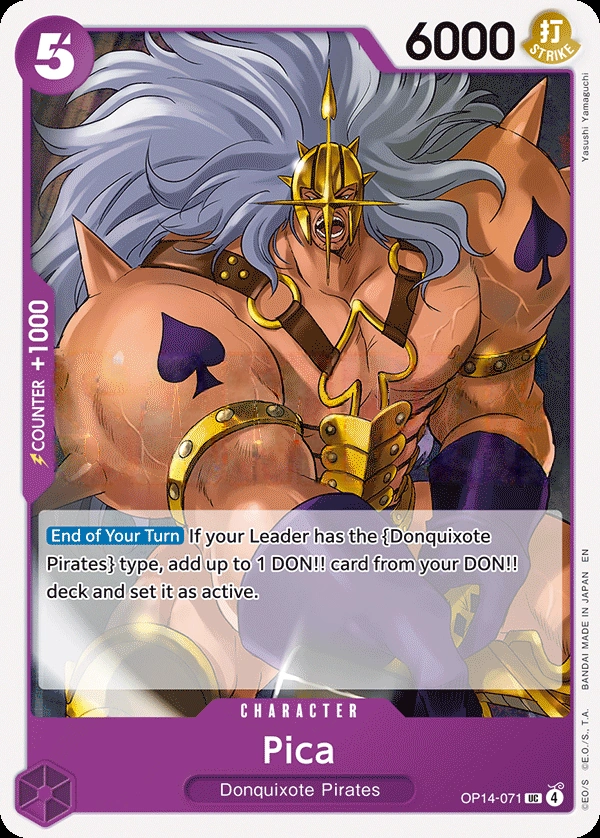 5
6000
打
STRIKE
Yasushi Yamaguchi
COUNTER +1000
End of Your Turn If your Leader has the {Donquixote
Pirates} type, add up to 1 DON!! card from your DON!!
deck and set it as active.
©E.O./S., T.A. BANDAI MADE IN JAPAN EN
©EO/S
CHARACTER
Pica
Donquixote Pirates
OP14-071 UC 4